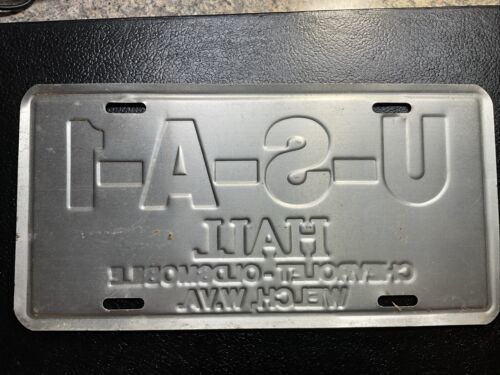 U-S-A-1
HALL
CHEVROLET-OLDSMOBILE
WELCH, W.VA.